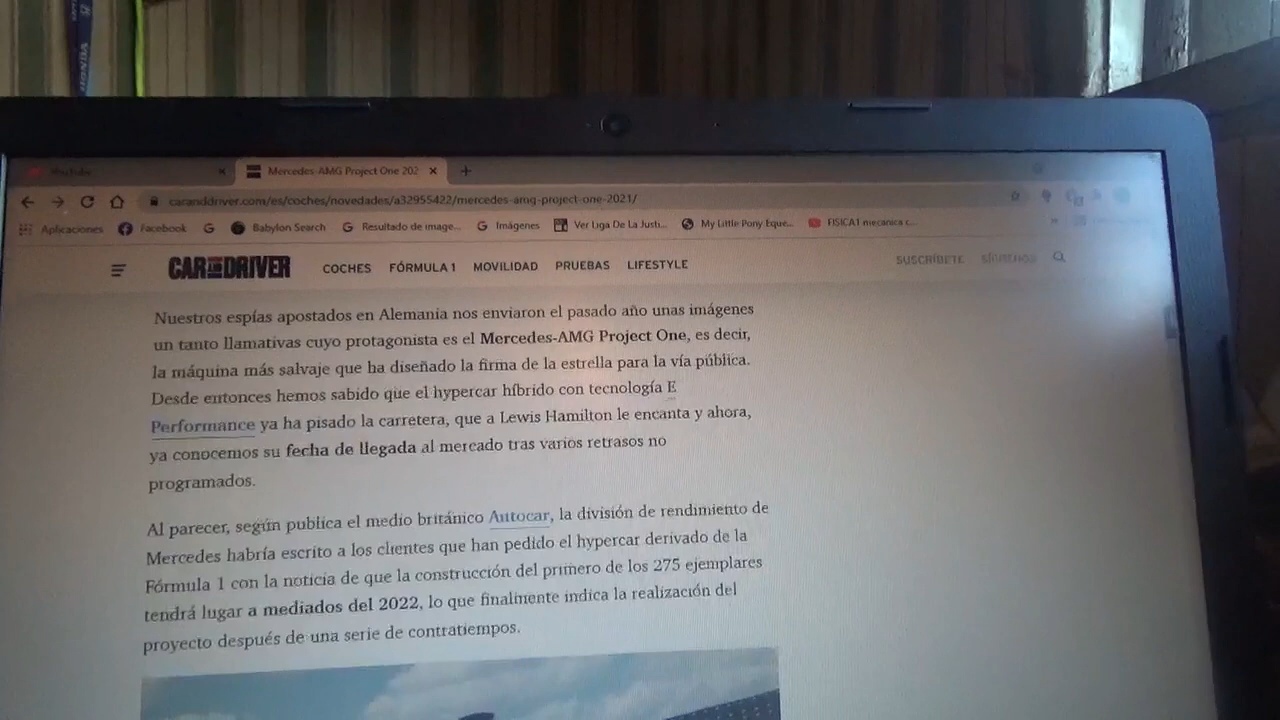 YouTube
Mercedes-AMG Project One 202
caranddriver.com/es/coches/novedades/a32955422/mercedes-amg-project-one-2021/
Aplicaciones Facebook Babylon Search Resultado de image... Imágenes Ver Liga De La Justi... My Little Pony Eque... FISICA1 mecanica c...
CAR AND DRIVER COCHES FÓRMULA 1 MOVILIDAD PRUEBAS LIFESTYLE SUSCRÍBETE SÍGUENOS
Nuestros espías apostados en Alemania nos enviaron el pasado año unas imágenes
un tanto llamativas cuyo protagonista es el Mercedes-AMG Project One, es decir,
la máquina más salvaje que ha diseñado la firma de la estrella para la vía pública.
Desde entonces hemos sabido que el hypercar híbrido con tecnología E
Performance ya ha pisado la carretera, que a Lewis Hamilton le encanta y ahora,
ya conocemos su fecha de llegada al mercado tras varios retrasos no
programados.
Al parecer, según publica el medio británico Autocar, la división de rendimiento de
Mercedes habría escrito a los clientes que han pedido el hypercar derivado de la
Fórmula 1 con la noticia de que la construcción del primero de los 275 ejemplares
tendrá lugar a mediados del 2022, lo que finalmente indica la realización del
proyecto después de una serie de contratiempos.